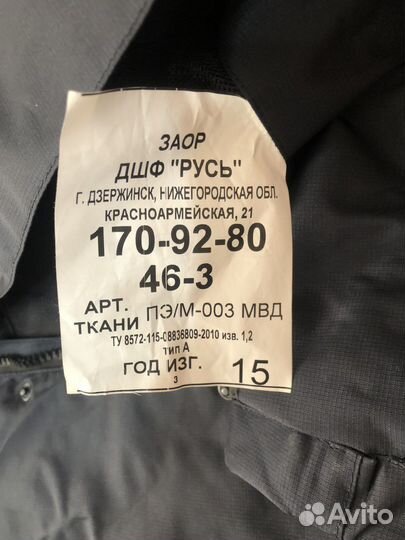 ЗАОР
ДШФ "РУСЬ"
Г. ДЗЕРЖИНСК, НИЖЕГОРОДСКАЯ ОБЛ.
КРАСНОАРМЕЙСКАЯ, 21
170-92-80
46-3
АРТ. ТКАНИ ПЭ/М-003 МВД
ТУ 8572-115-08836809-2010 изв. 1,2
тип А
ГОД ИЗГ. 15
3
Avito